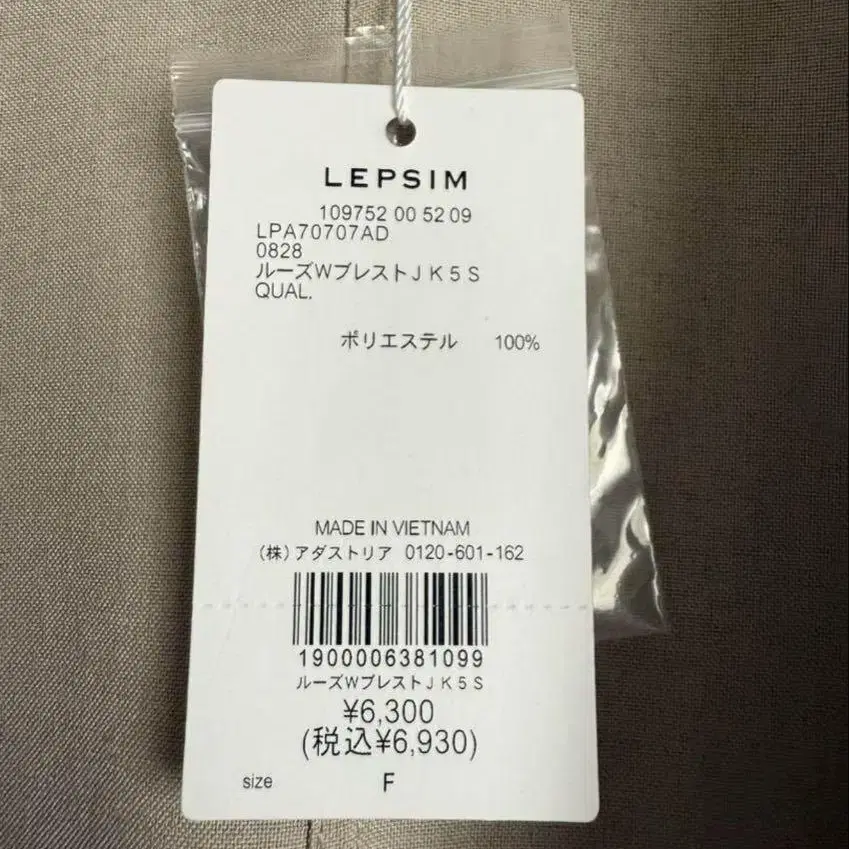 LEPSIM
109752 00 52 09
LPA70707AD
0828
ルーズWブレストJK5S
QUAL.
ポリエステル 100%
MADE IN VIETNAM
(株)アダストリア 0120-601-162
1900006381099
ルーズWブレストJK5S
¥6,300
(税込¥6,930)
size F